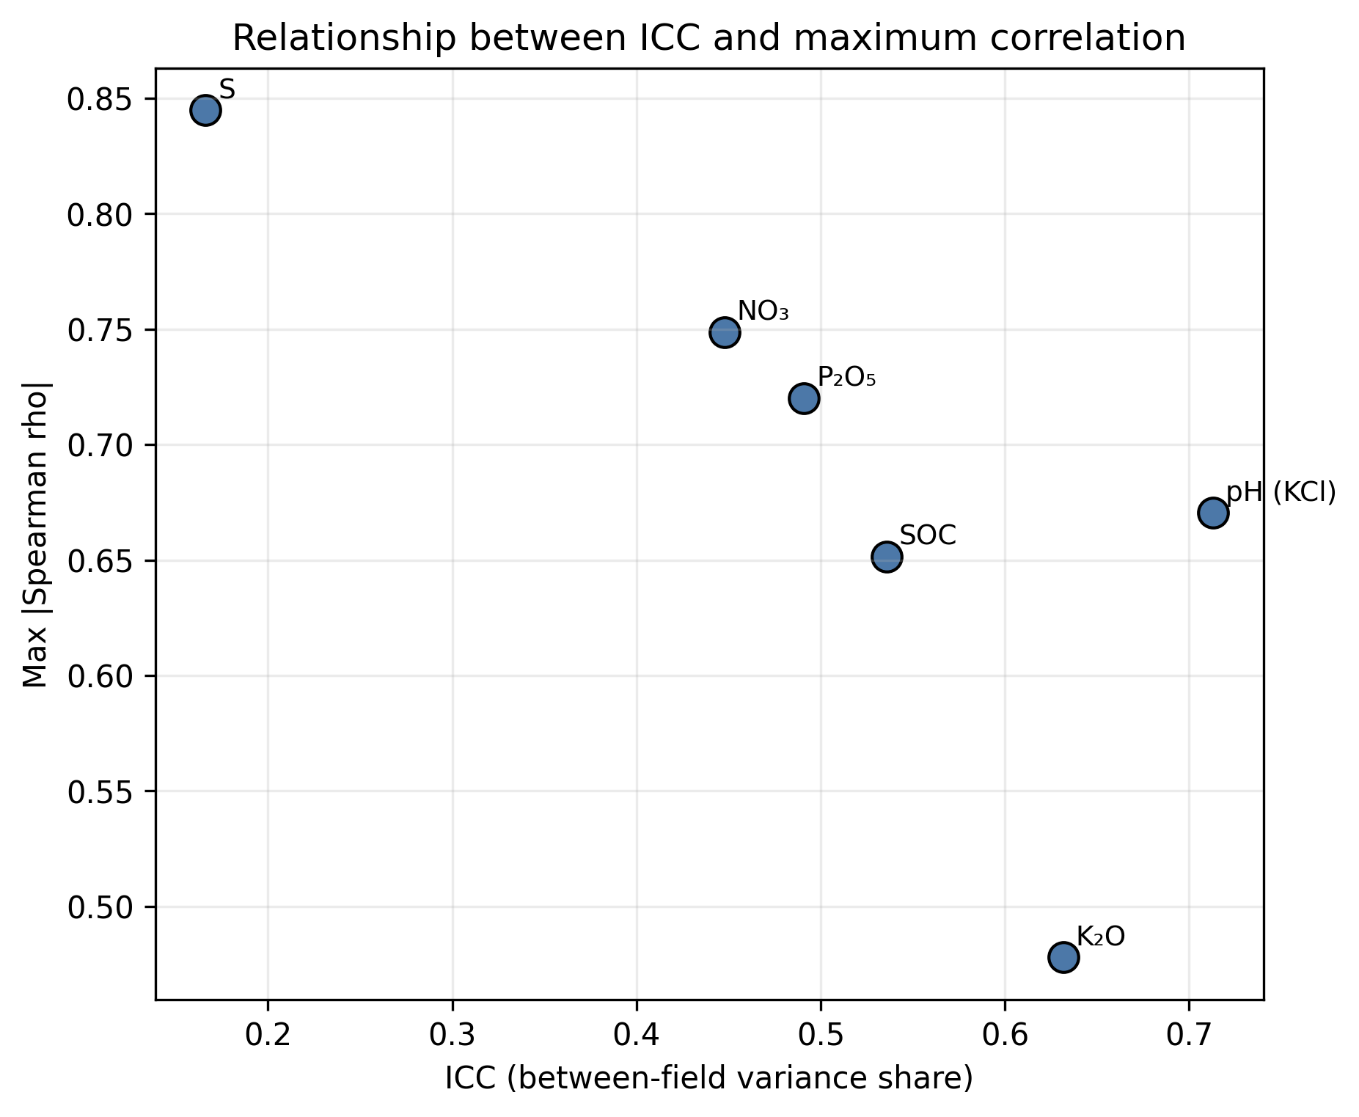 Relationship between ICC and maximum correlation
0.85
0.80
0.75
0.70
0.65
0.60
0.55
0.50
Max |Spearman rho|
S
NO₃
P₂O₅
pH (KCl)
SOC
K₂O
0.2 0.3 0.4 0.5 0.6 0.7
ICC (between-field variance share)